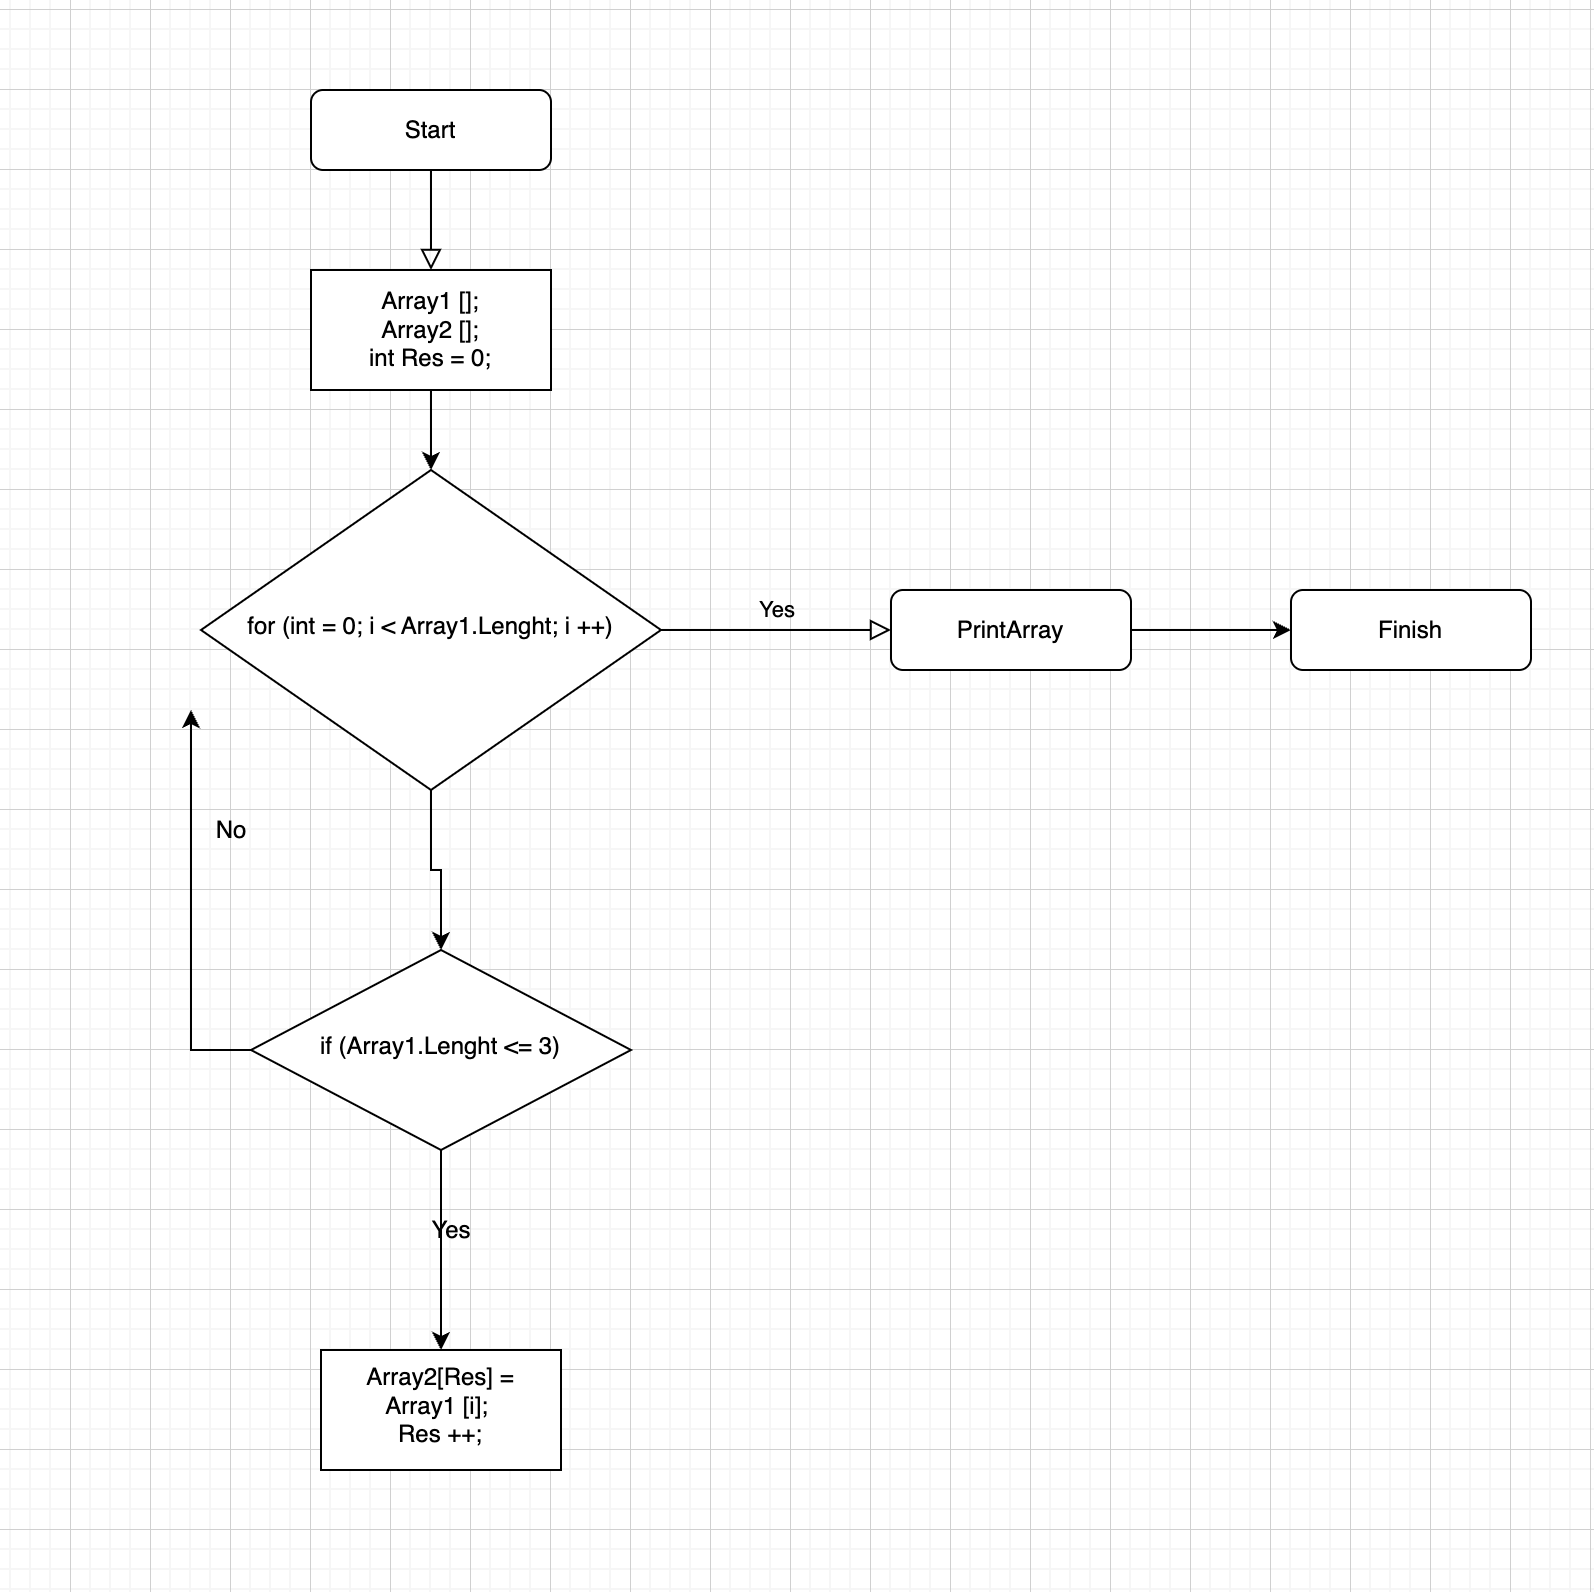 Start
Array1 [];
Array2 [];
int Res = 0;
for (int = 0; i < Array1.Lenght; i ++)
Yes
PrintArray
Finish
No
if (Array1.Lenght <= 3)
Yes
Array2[Res] =
Array1 [i];
Res ++;